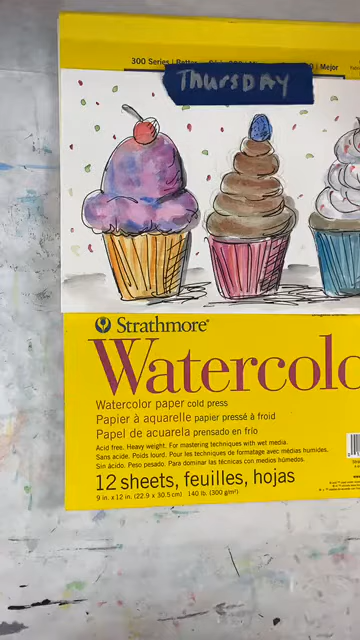 300 Series | Better
Mejor
THURSDAY
Strathmore®
Watercolo
Watercolor paper cold press
Papier à aquarelle papier pressé à froid
Papel de acuarela prensado en frío
Acid free. Heavy weight. For mastering techniques with wet media.
Sans acide. Poids lourd. Pour les techniques de formatage avec médias humides.
Sin ácido. Peso pesado. Para dominar las técnicas con medios húmedos.
12 sheets, feuilles, hojas
9 in. x 12 in. (22.9 x 30.5 cm) 140 lb. (300 g/m²)